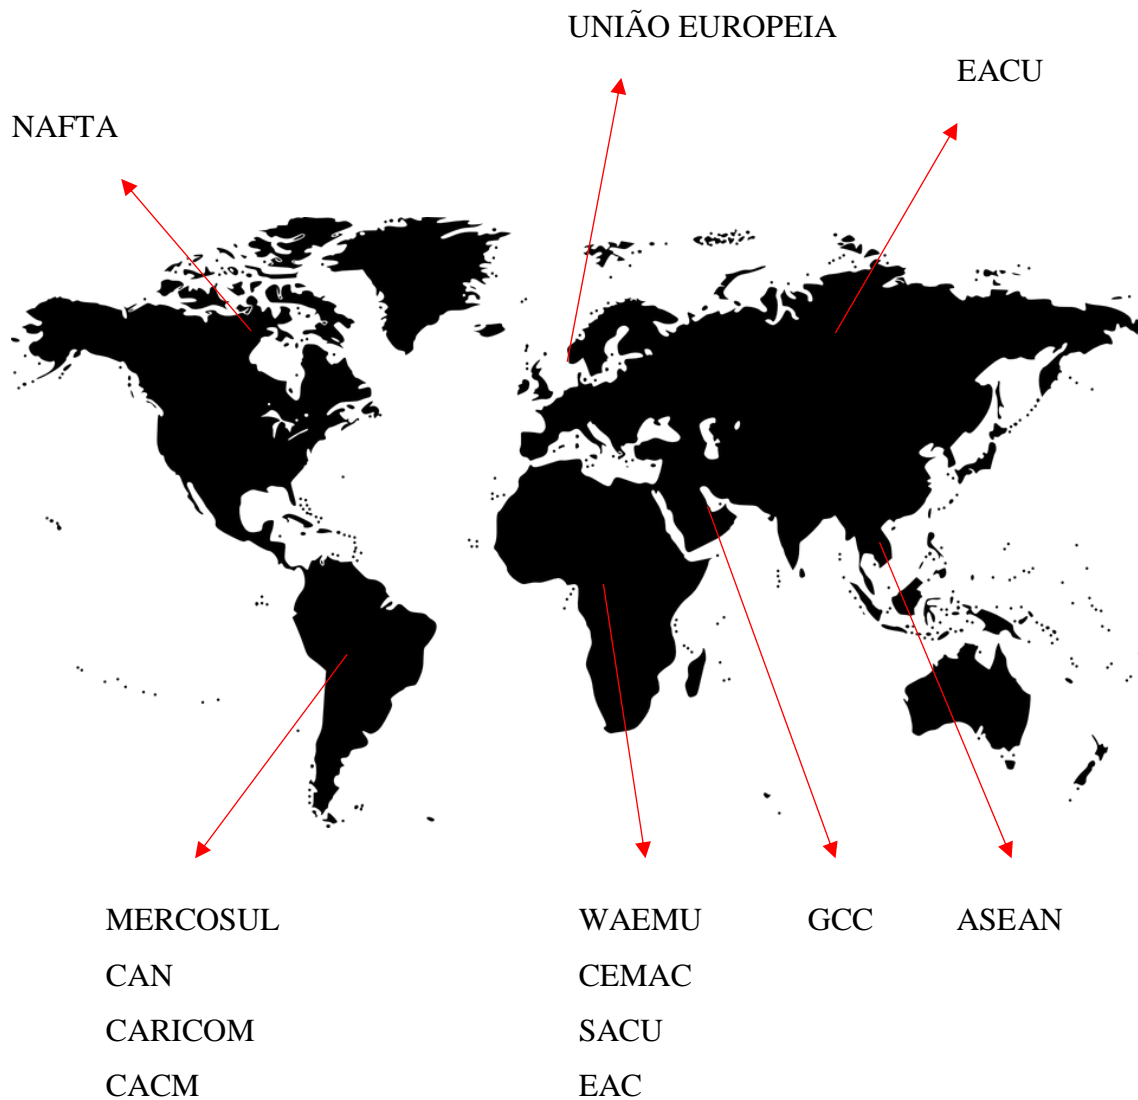 UNIÃO EUROPEIA
EACU
NAFTA
MERCOSUL
CAN
CARICOM
CACM
WAEMU
CEMAC
SACU
EAC
GCC
ASEAN